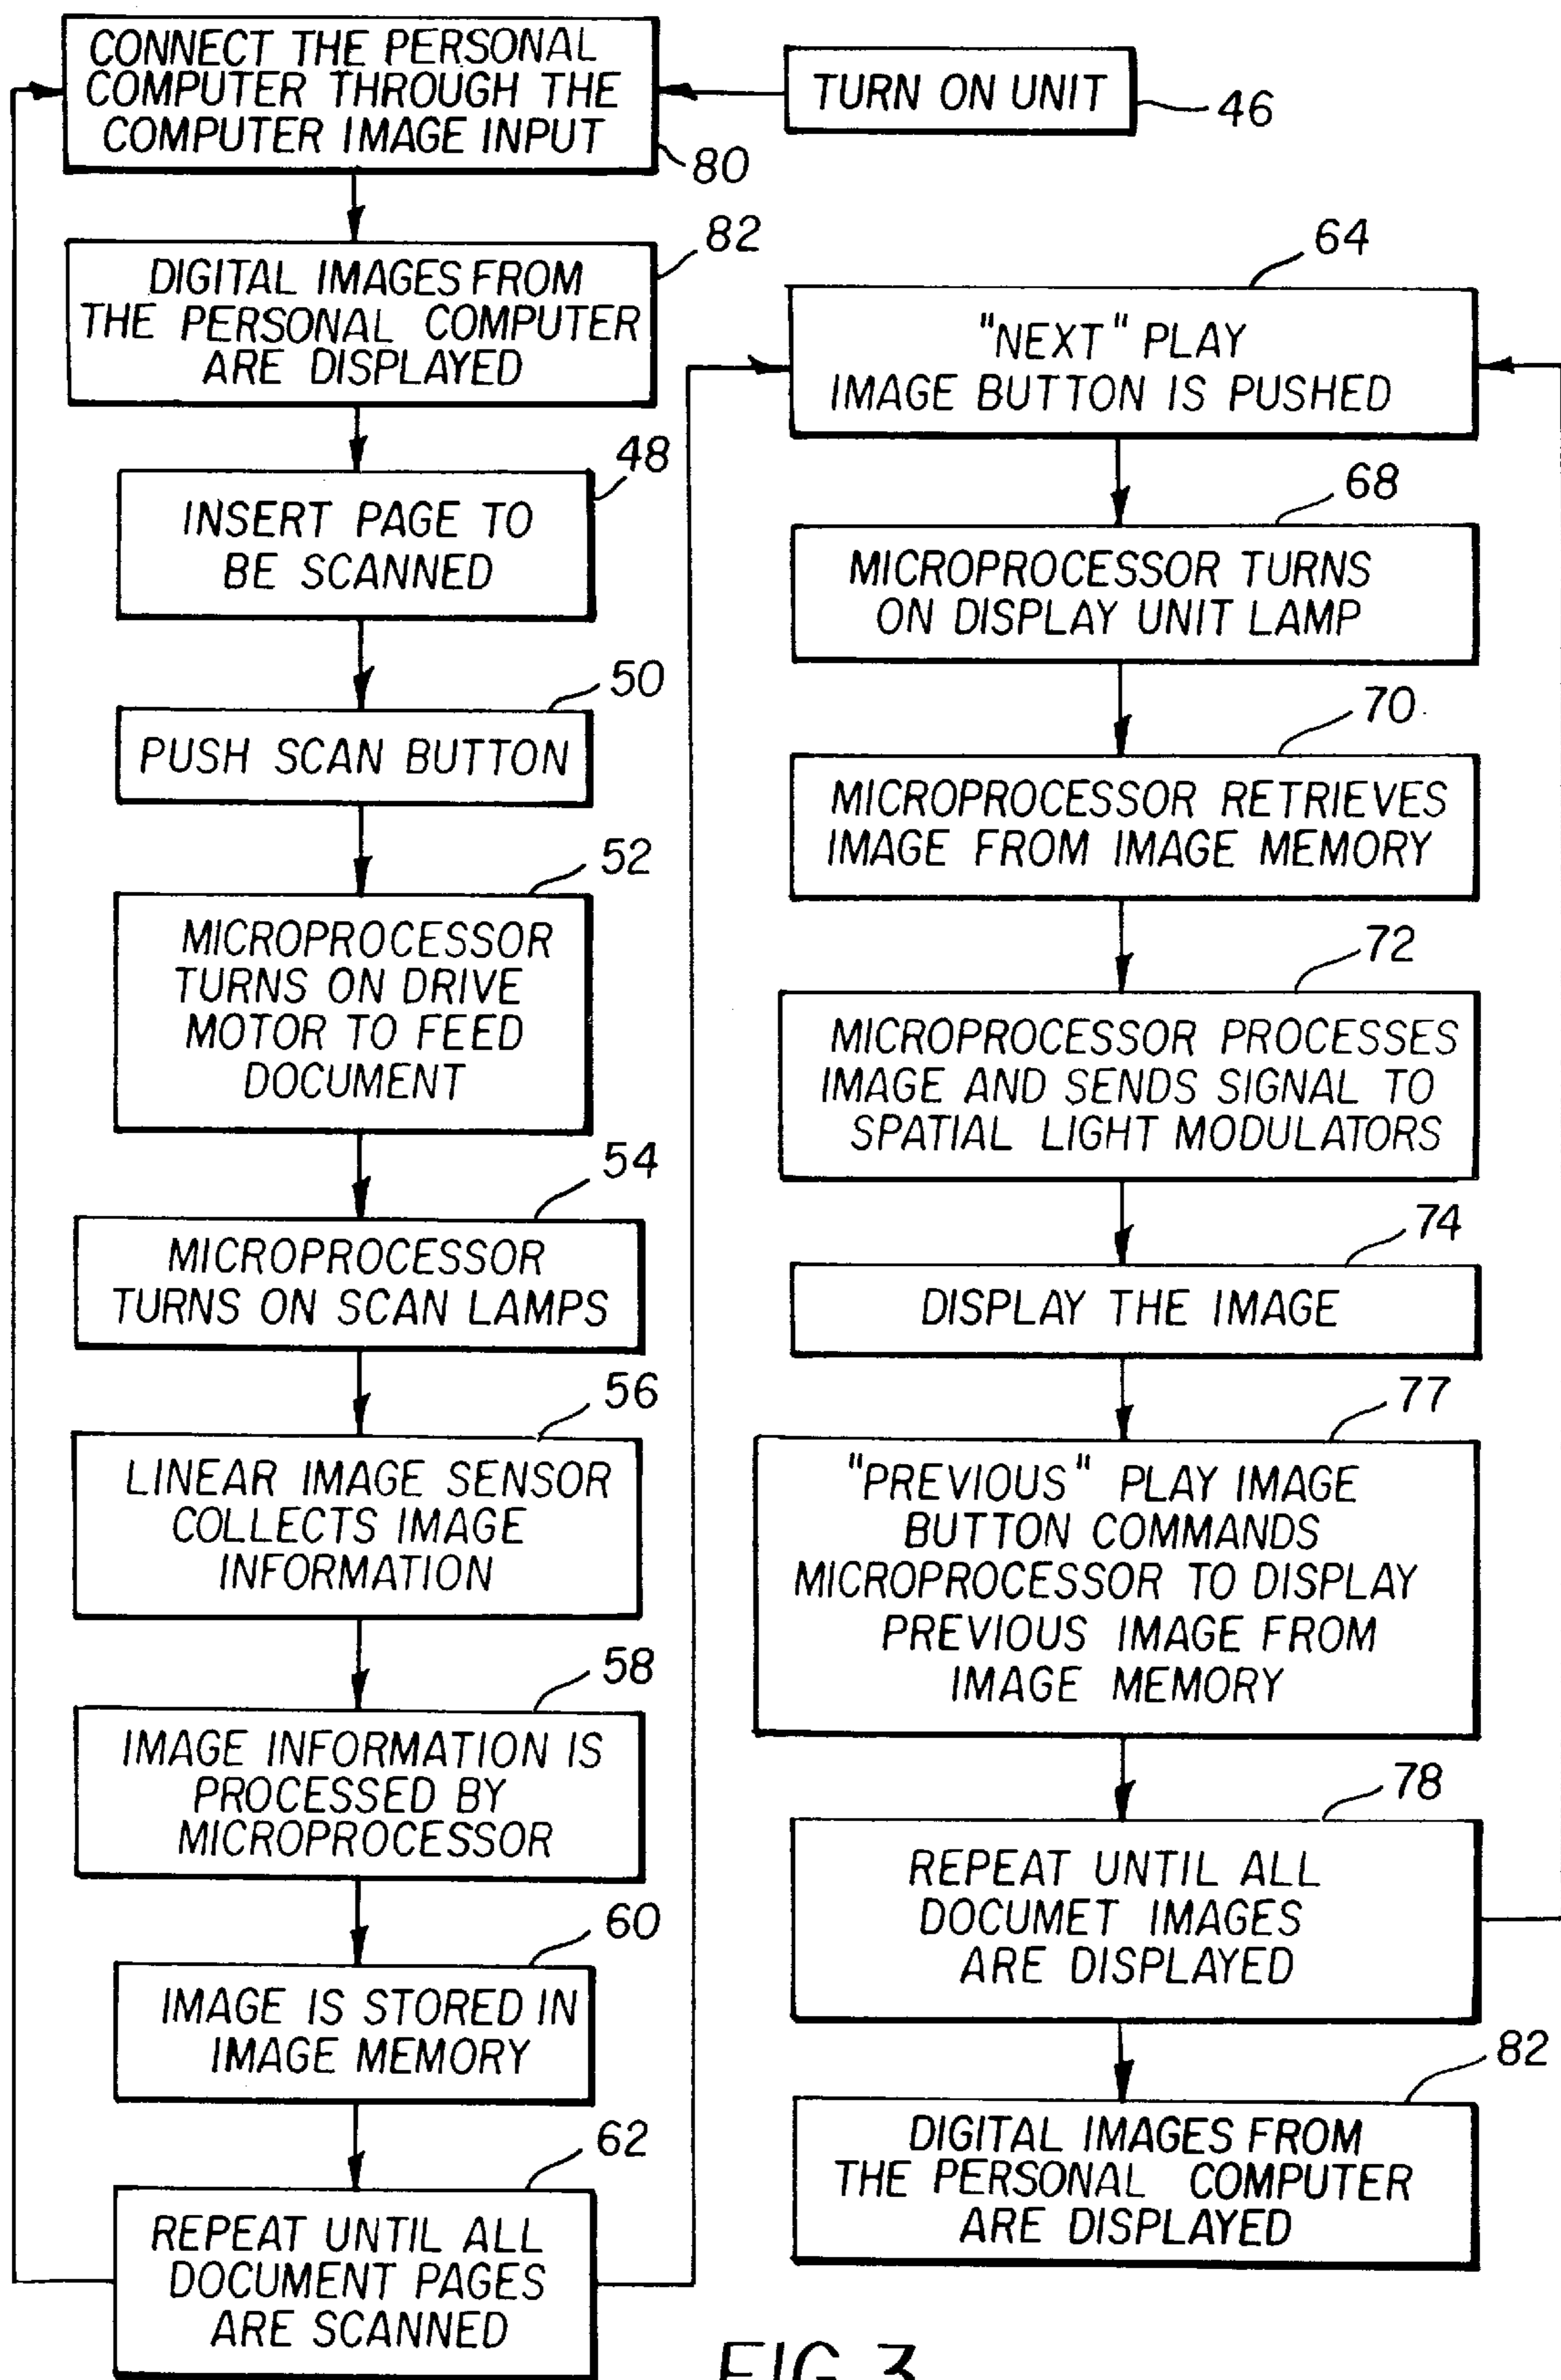 CONNECT THE PERSONAL
COMPUTER THROUGH THE
COMPUTER IMAGE INPUT
80
TURN ON UNIT
46
82
DIGITAL IMAGES FROM
THE PERSONAL COMPUTER
ARE DISPLAYED
48
INSERT PAGE TO
BE SCANNED
50
PUSH SCAN BUTTON
52
MICROPROCESSOR
TURNS ON DRIVE
MOTOR TO FEED
DOCUMENT
54
MICROPROCESSOR
TURNS ON SCAN LAMPS
56
LINEAR IMAGE SENSOR
COLLECTS IMAGE
INFORMATION
58
IMAGE INFORMATION IS
PROCESSED BY
MICROPROCESSOR
60
IMAGE IS STORED IN
IMAGE MEMORY
62
REPEAT UNTIL ALL
DOCUMENT PAGES
ARE SCANNED
64
"NEXT" PLAY
IMAGE BUTTON IS PUSHED
68
MICROPROCESSOR TURNS
ON DISPLAY UNIT LAMP
70
MICROPROCESSOR RETRIEVES
IMAGE FROM IMAGE MEMORY
72
MICROPROCESSOR PROCESSES
IMAGE AND SENDS SIGNAL TO
SPATIAL LIGHT MODULATORS
74
DISPLAY THE IMAGE
77
"PREVIOUS" PLAY IMAGE
BUTTON COMMANDS
MICROPROCESSOR TO DISPLAY
PREVIOUS IMAGE FROM
IMAGE MEMORY
78
REPEAT UNTIL ALL
DOCUMET IMAGES
ARE DISPLAYED
82
DIGITAL IMAGES FROM
THE PERSONAL COMPUTER
ARE DISPLAYED
FIG. 3